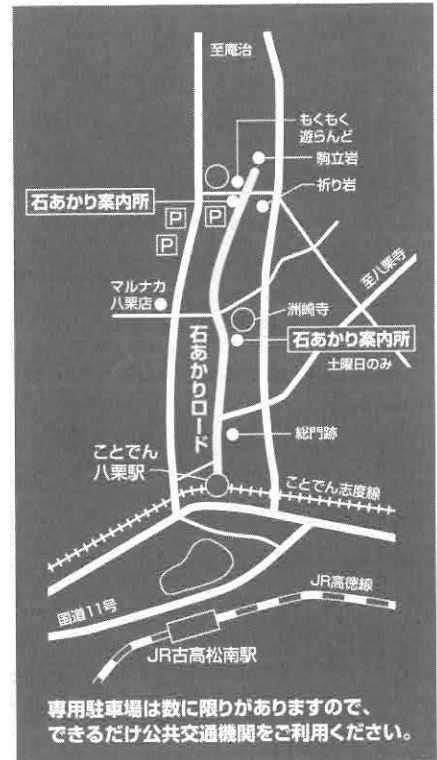 至庵治
もくもく
遊らんど
駒立岩
石あかり案内所
P
P
祈り岩
至八栗寺
マルナカ
八栗店
洲崎寺
石あかり案内所
土曜日のみ
石あかりロード
総門跡
ことでん
八栗駅
ことでん志度線
国道11号
JR高徳線
JR古高松南駅
専用駐車場は数に限りがありますので、
できるだけ公共交通機関をご利用ください。